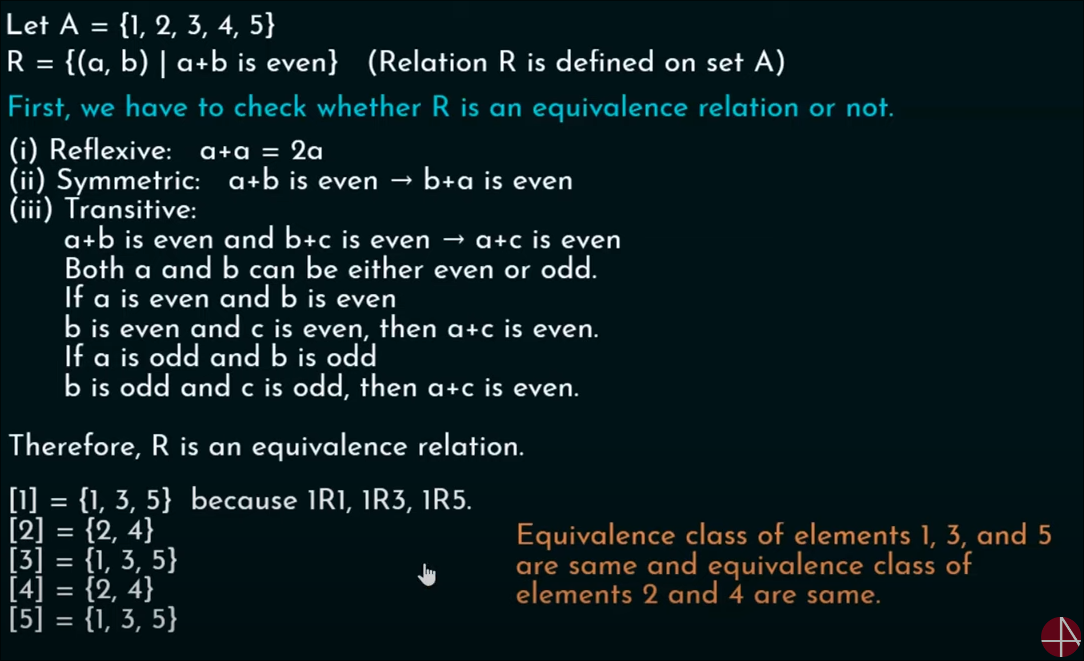 Let A = {1, 2, 3, 4, 5}
R = {(a, b) | a+b is even} (Relation R is defined on set A)
First, we have to check whether R is an equivalence relation or not.
(i) Reflexive: a+a = 2a
(ii) Symmetric: a+b is even → b+a is even
(iii) Transitive:
a+b is even and b+c is even → a+c is even
Both a and b can be either even or odd.
If a is even and b is even
b is even and c is even, then a+c is even.
If a is odd and b is odd
b is odd and c is odd, then a+c is even.
Therefore, R is an equivalence relation.
[1] = {1, 3, 5} because 1R1, 1R3, 1R5.
[2] = {2, 4}
[3] = {1, 3, 5}
[4] = {2, 4}
[5] = {1, 3, 5}
Equivalence class of elements 1, 3, and 5
are same and equivalence class of
elements 2 and 4 are same.